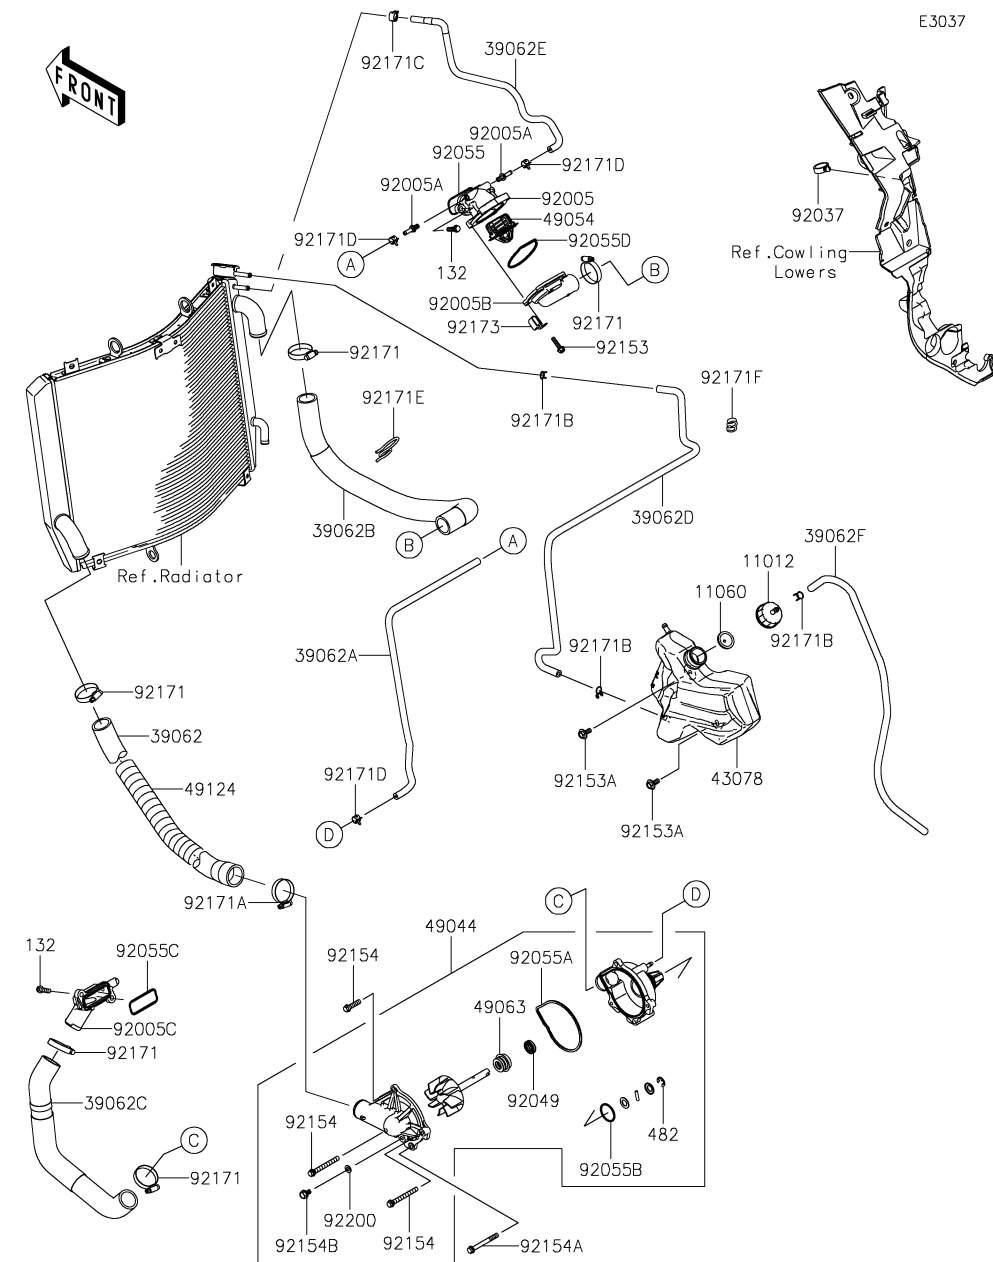 E3037
FRONT
92171C
39062E
92005A
92055
92171D
92005A
92005
49054
92037
92171D
92055D
A
132
B
Ref.Cowling
Lowers
92005B
92171
92173
92153
92171
92171F
92171E
92171B
39062B
39062D
B
A
39062F
11012
Ref.Radiator
11060
92171B
92171B
39062A
92171
39062
92171D
92153A
43078
49124
D
92153A
C
D
92171A
49044
132
92055C
92154
92055A
49063
92005C
92171
92049
39062C
92154
482
C
92055B
92171
92200
92154B
92154
92154A